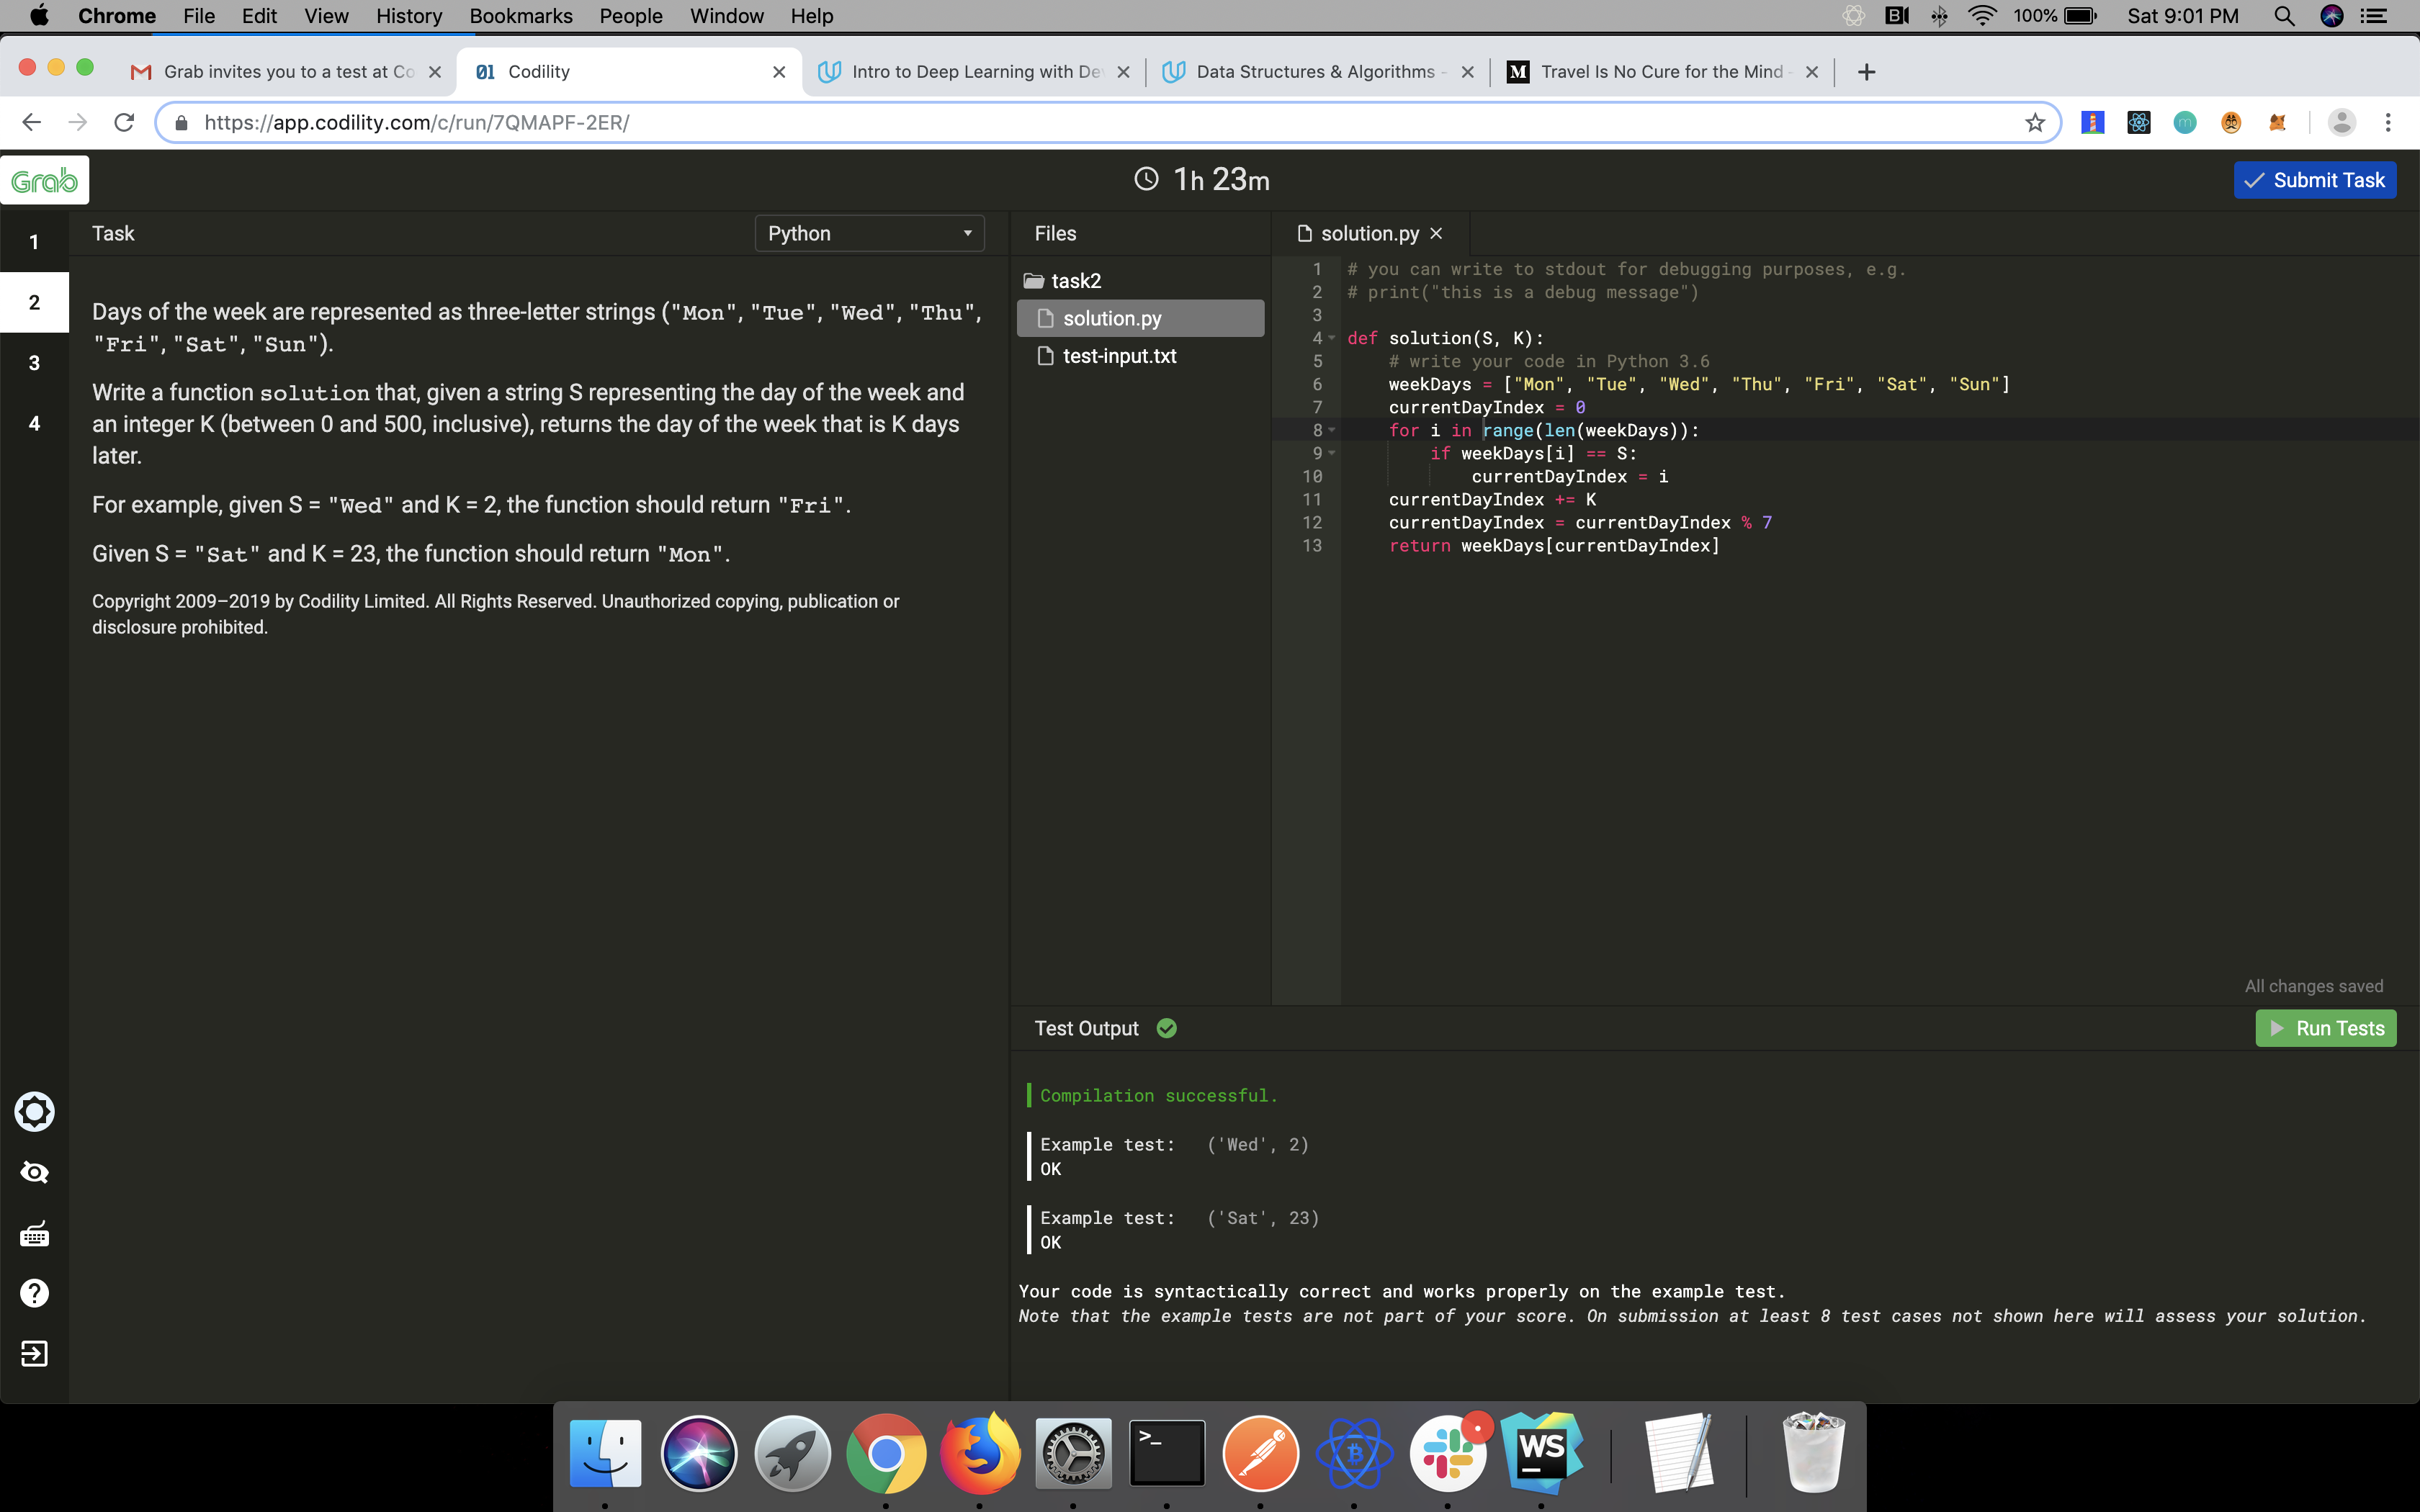 Chrome File Edit View History Bookmarks People Window Help 100% Sat 9:01 PM
Grab invites you to a test at Co Codility Intro to Deep Learning with De Data Structures & Algorithms - M Travel Is No Cure for the Mind -
https://app.codility.com/c/run/7QMAPF-2ER/
Grab 1h 23m Submit Task
1
2
3
4
Task Python
Days of the week are represented as three-letter strings ("Mon", "Tue", "Wed", "Thu",
"Fri", "Sat", "Sun").
Write a function solution that, given a string S representing the day of the week and
an integer K (between 0 and 500, inclusive), returns the day of the week that is K days
later.
For example, given S = "Wed" and K = 2, the function should return "Fri".
Given S = "Sat" and K = 23, the function should return "Mon".
Copyright 2009–2019 by Codility Limited. All Rights Reserved. Unauthorized copying, publication or
disclosure prohibited.
Files
task2
solution.py
test-input.txt
solution.py
1 # you can write to stdout for debugging purposes, e.g.
2 # print("this is a debug message")
3
4 def solution(S, K):
5 # write your code in Python 3.6
6 weekDays = ["Mon", "Tue", "Wed", "Thu", "Fri", "Sat", "Sun"]
7 currentDayIndex = 0
8 for i in range(len(weekDays)):
9 if weekDays[i] == S:
10 currentDayIndex = i
11 currentDayIndex += K
12 currentDayIndex = currentDayIndex % 7
13 return weekDays[currentDayIndex]
All changes saved
Test Output Run Tests
Compilation successful.
Example test: ('Wed', 2)
OK
Example test: ('Sat', 23)
OK
Your code is syntactically correct and works properly on the example test.
Note that the example tests are not part of your score. On submission at least 8 test cases not shown here will assess your solution.
>_
WS